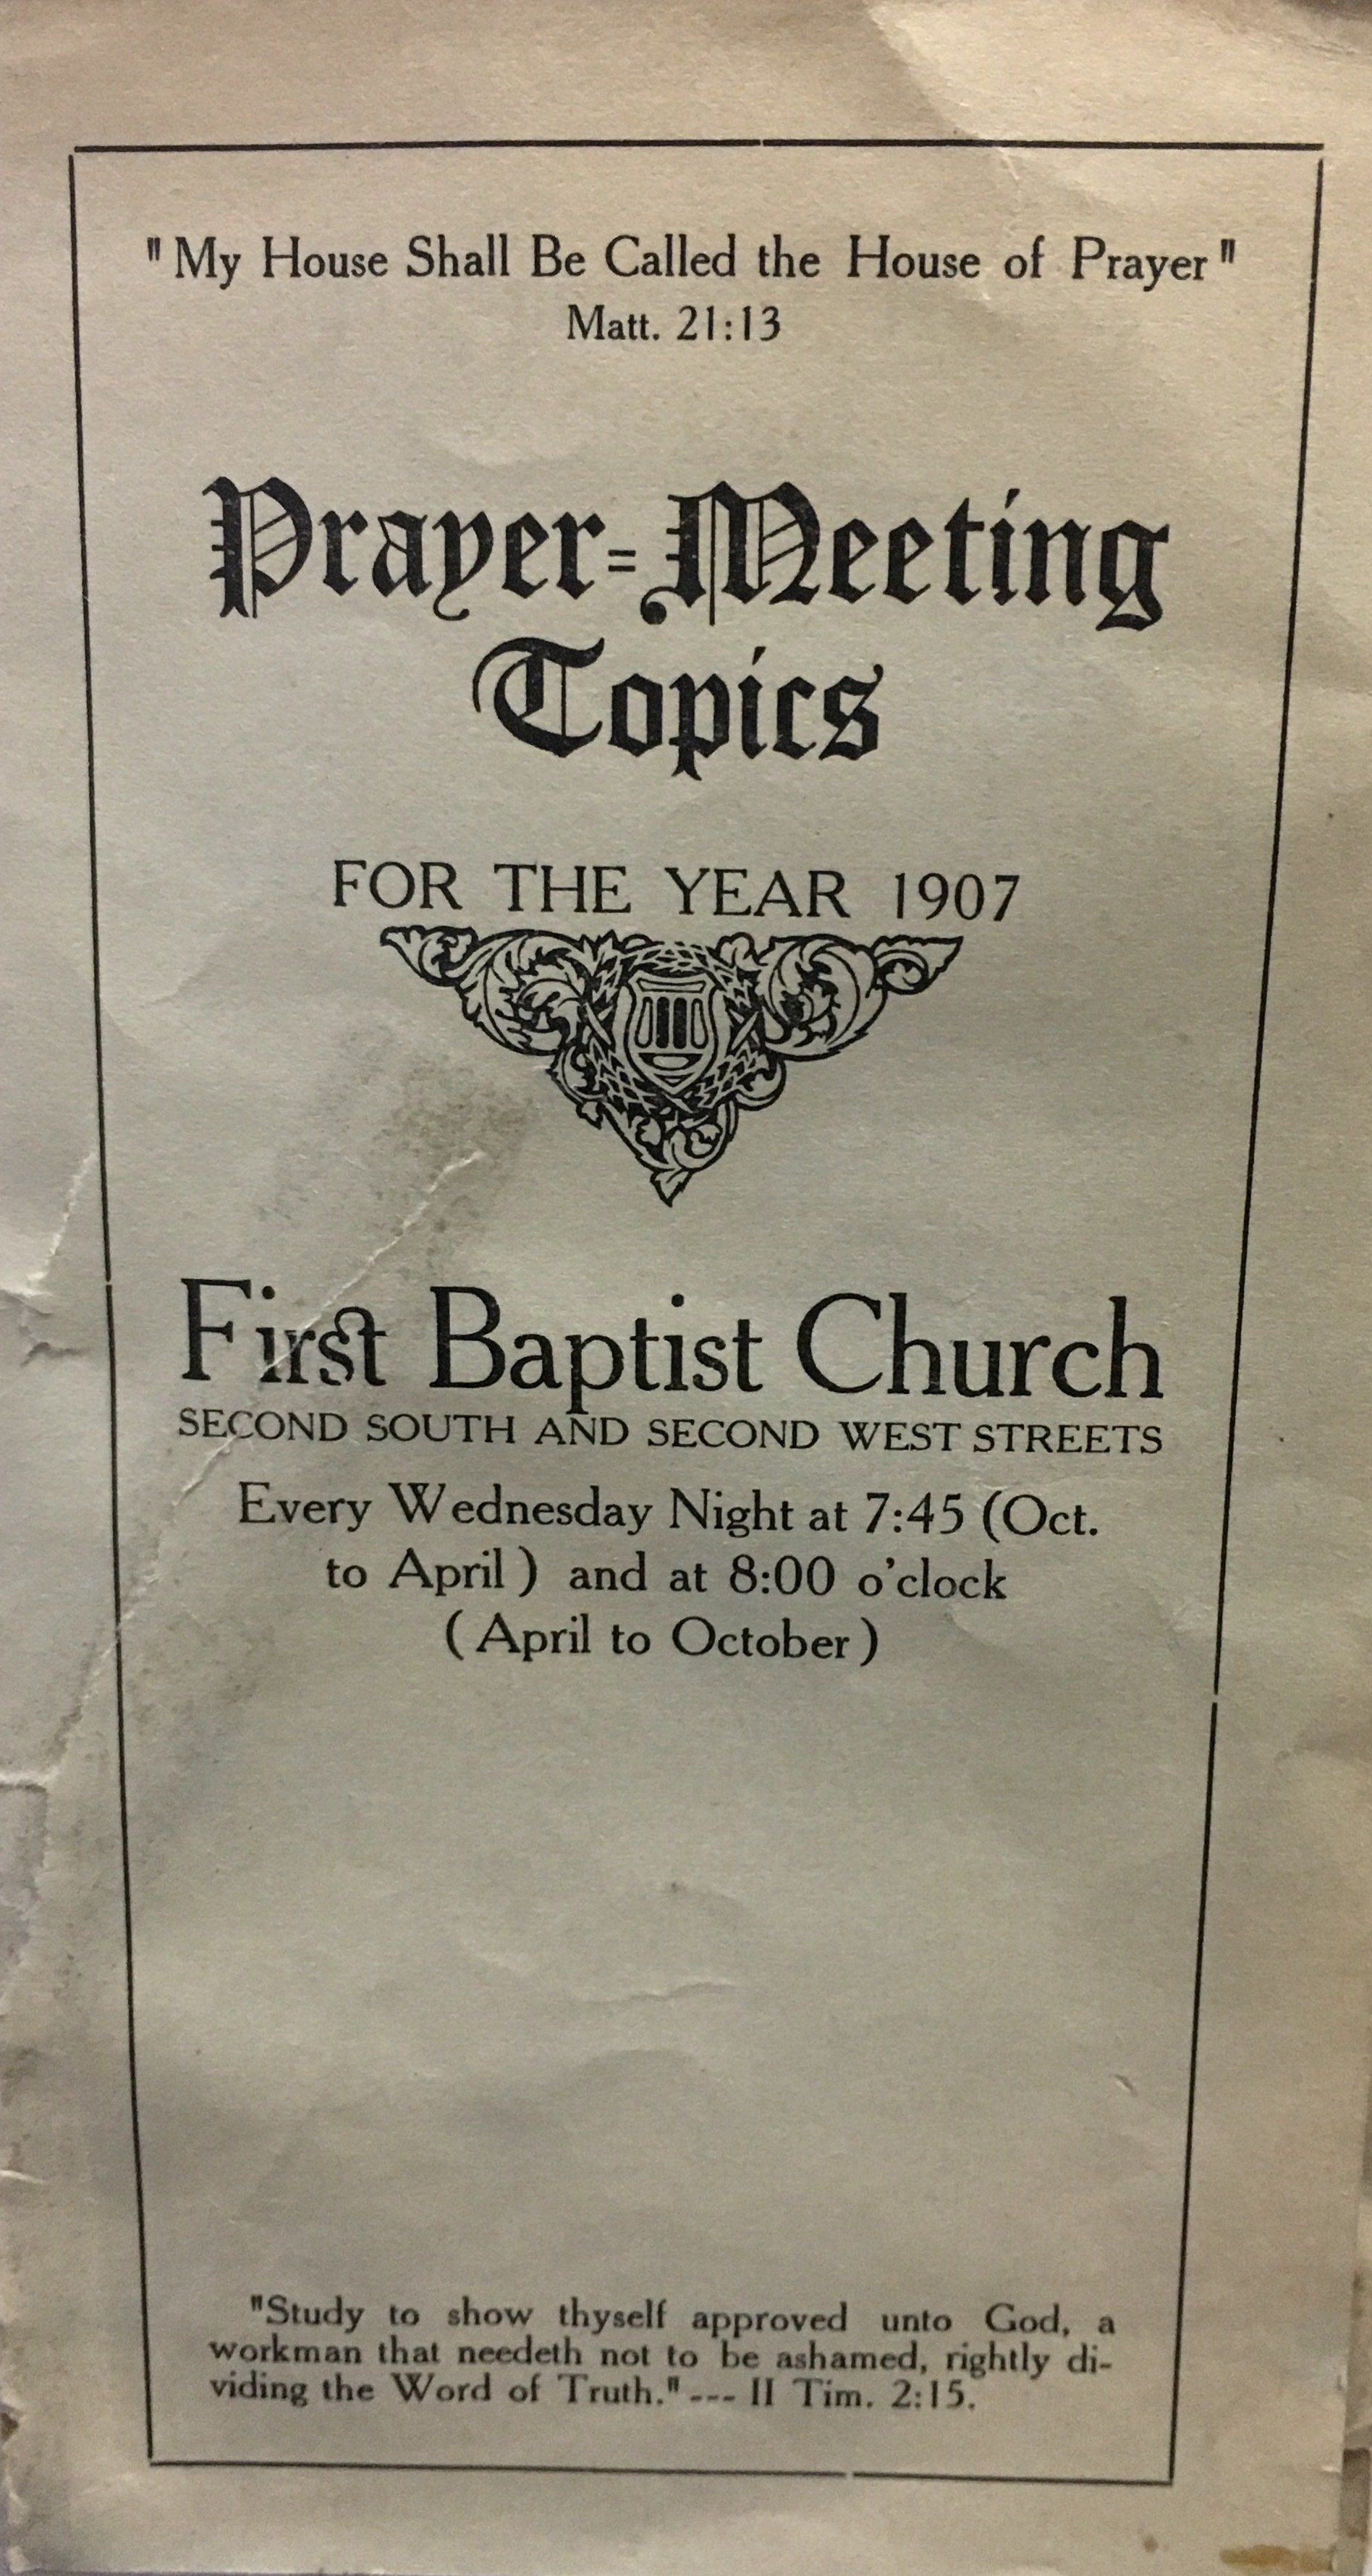 "My House Shall Be Called the House of Prayer"
Matt. 21:13
Prayer=Meeting
Topics
FOR THE YEAR 1907
First Baptist Church
SECOND SOUTH AND SECOND WEST STREETS
Every Wednesday Night at 7:45 (Oct.
to April) and at 8:00 o'clock
(April to October)
"Study to show thyself approved unto God, a
workman that needeth not to be ashamed, rightly di-
viding the Word of Truth." --- II Tim. 2:15.